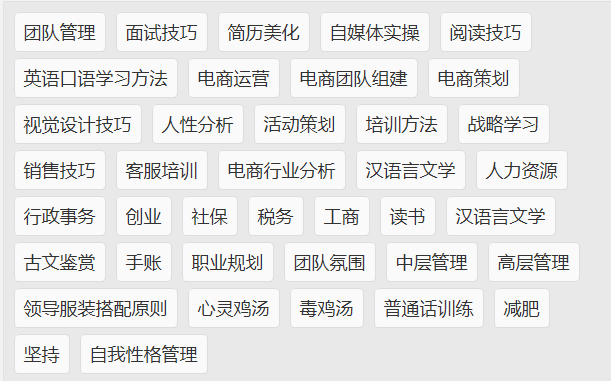 团队管理 面试技巧 简历美化 自媒体实操 阅读技巧
英语口语学习方法 电商运营 电商团队组建 电商策划
视觉设计技巧 人性分析 活动策划 培训方法 战略学习
销售技巧 客服培训 电商行业分析 汉语言文学 人力资源
行政事务 创业 社保 税务 工商 读书 汉语言文学
古文鉴赏 手账 职业规划 团队氛围 中层管理 高层管理
领导服装搭配原则 心灵鸡汤 毒鸡汤 普通话训练 减肥
坚持 自我性格管理